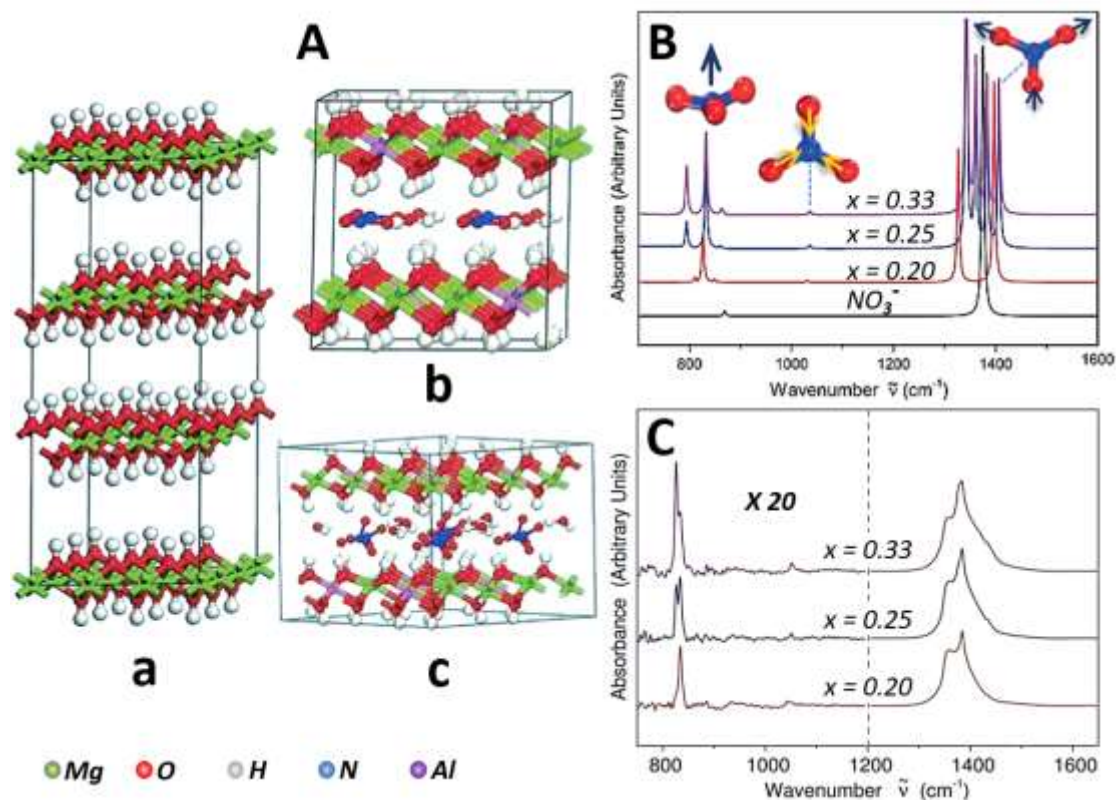 A
a
b
c
Mg
O
H
N
Al
B
Absorbance (Arbitrary Units)
x = 0.33
x = 0.25
x = 0.20
NO₃⁻
800
1000
1200
1400
1600
Wavenumber ṽ (cm⁻¹)
C
Absorbance (Arbitrary Units)
X 20
x = 0.33
x = 0.25
x = 0.20
800
1000
1200
1400
1600
Wavenumber ṽ (cm⁻¹)